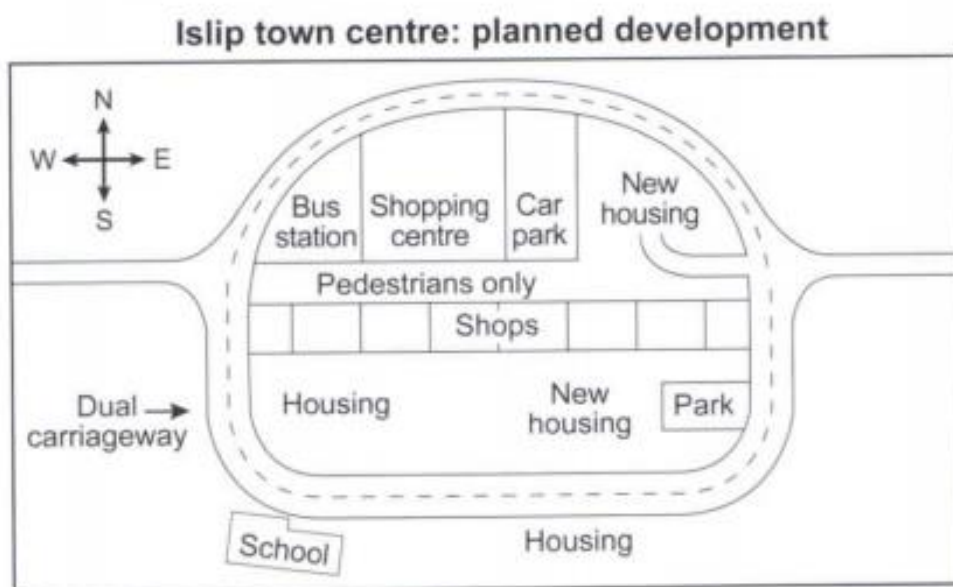 Islip town centre: planned development
N
W E
S
Bus
station
Shopping
centre
Car
park
New
housing
Pedestrians only
Shops
Dual
carriageway
Housing
New
housing
Park
School
Housing